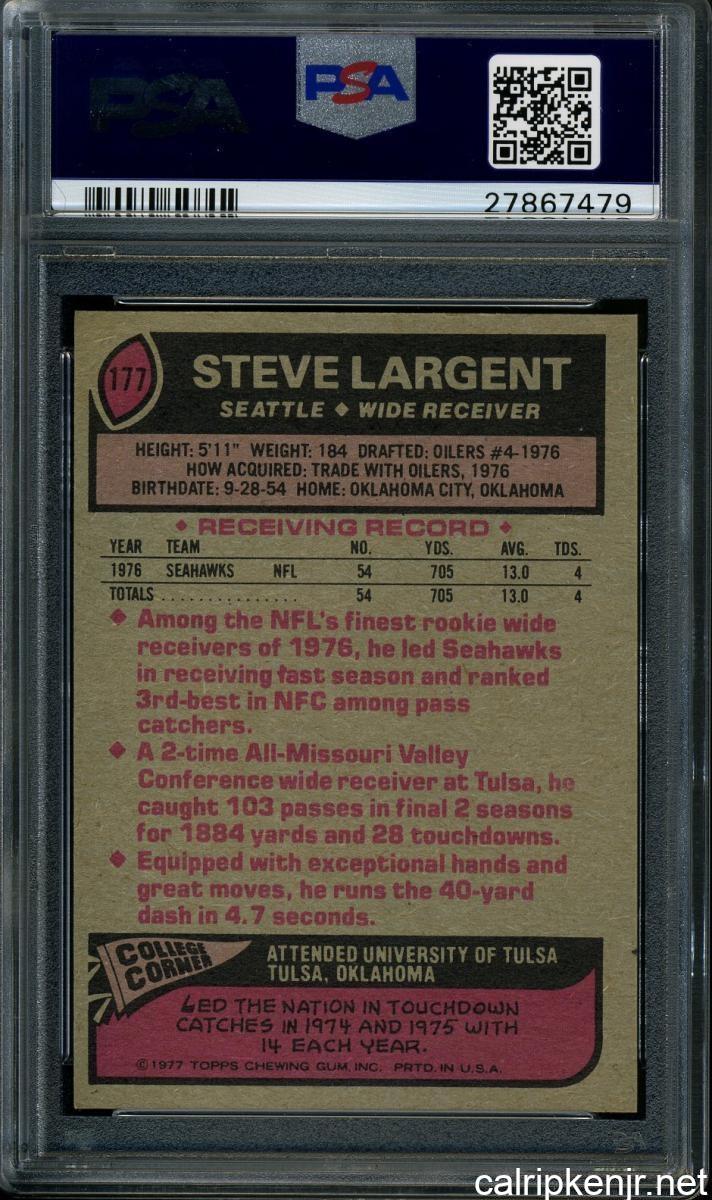 PSA
PSA
27867479
177
STEVE LARGENT
SEATTLE ♦ WIDE RECEIVER
HEIGHT: 5'11" WEIGHT: 184 DRAFTED: OILERS #4-1976
HOW ACQUIRED: TRADE WITH OILERS, 1976
BIRTHDATE: 9-28-54 HOME: OKLAHOMA CITY, OKLAHOMA
♦ RECEIVING RECORD ♦
YEAR TEAM NO. YDS. AVG. TDS.
1976 SEAHAWKS NFL 54 705 13.0 4
TOTALS . . . . . . . . . . . . . . . 54 705 13.0 4
♦ Among the NFL's finest rookie wide
receivers of 1976, he led Seahawks
in receiving last season and ranked
3rd-best in NFC among pass
catchers.
♦ A 2-time All-Missouri Valley
Conference wide receiver at Tulsa, he
caught 103 passes in final 2 seasons
for 1884 yards and 28 touchdowns.
♦ Equipped with exceptional hands and
great moves, he runs the 40-yard
dash in 4.7 seconds.
COLLEGE
CORNER
ATTENDED UNIVERSITY OF TULSA
TULSA, OKLAHOMA
LED THE NATION IN TOUCHDOWN
CATCHES IN 1974 AND 1975 WITH
14 EACH YEAR.
©1977 TOPPS CHEWING GUM, INC. PRTD. IN U.S.A.
calripkenjr.net